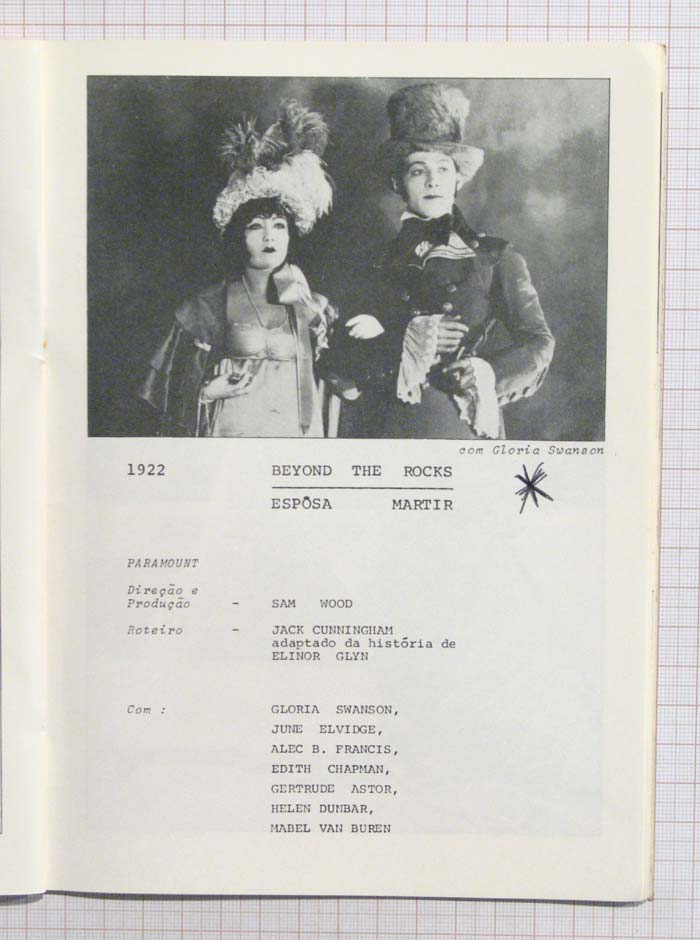 com Gloria Swanson
1922 BEYOND THE ROCKS
ESPÔSA MARTIR
PARAMOUNT
Direção e
Produção - SAM WOOD
Roteiro - JACK CUNNINGHAM
adaptado da história de
ELINOR GLYN
Com : GLORIA SWANSON,
JUNE ELVIDGE,
ALEC B. FRANCIS,
EDITH CHAPMAN,
GERTRUDE ASTOR,
HELEN DUNBAR,
MABEL VAN BUREN